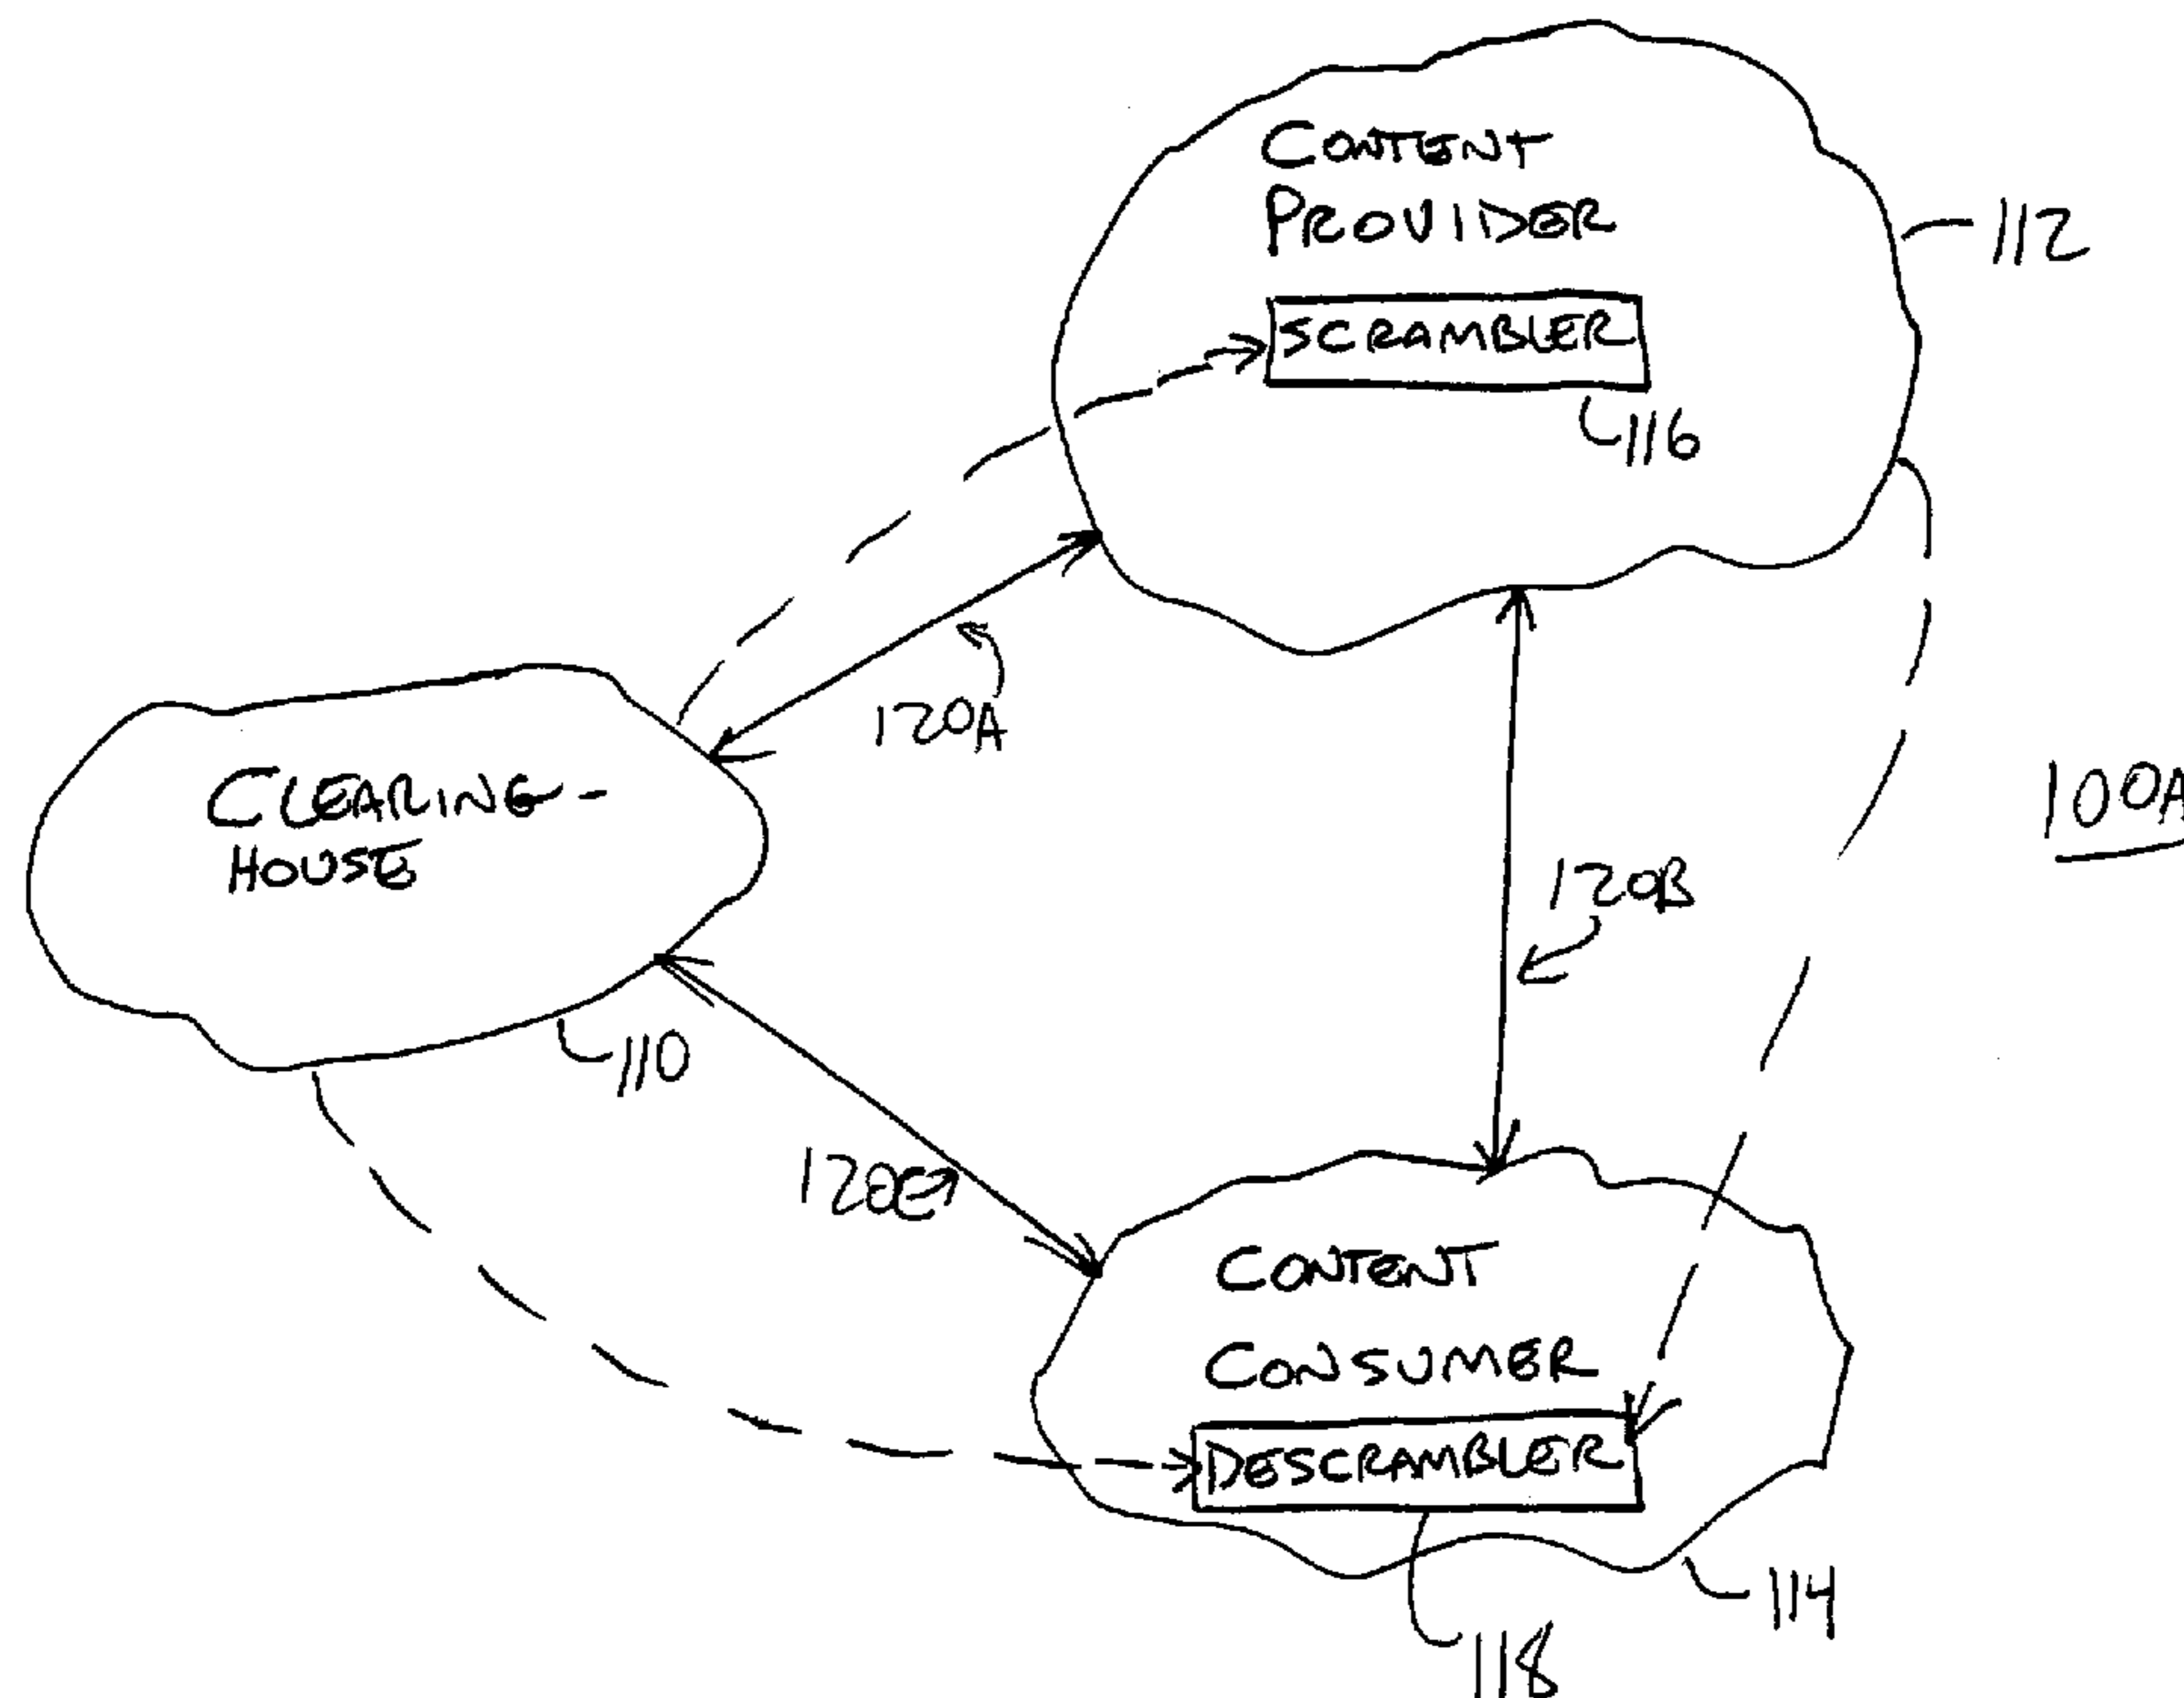 CONTENT
PROVIDER
112
SCRAMBLER
116
120A
CLEARING-
HOUSE
100A
120B
110
120C
CONTENT
CONSUMER
DESCRAMBLER
114
118